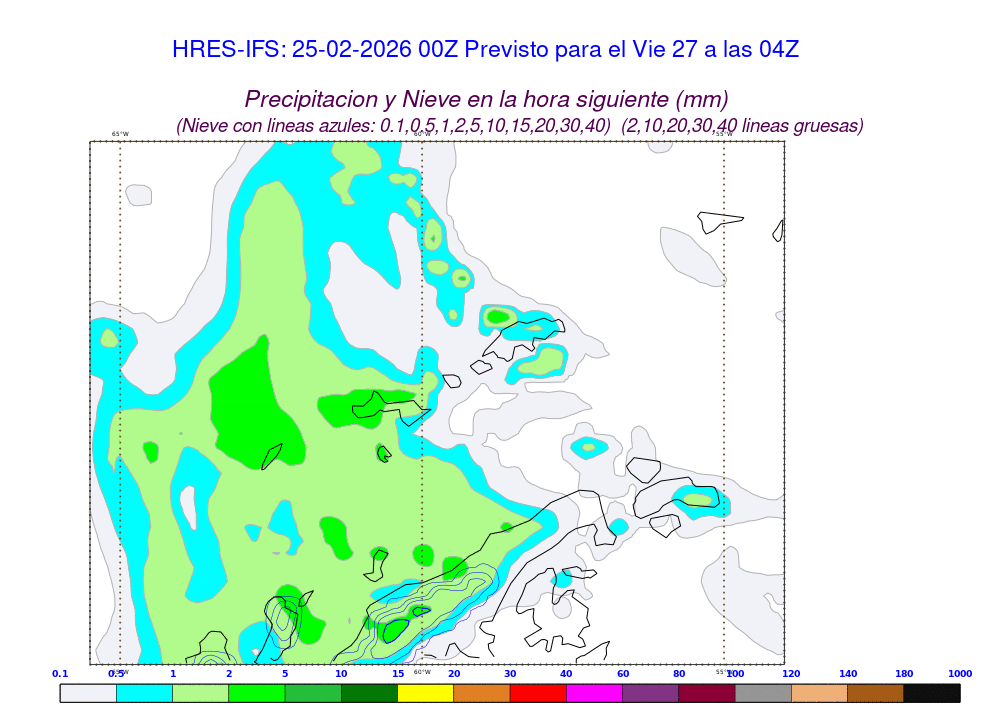 HRES-IFS: 25-02-2026 00Z Previsto para el Vie 27 a las 04Z
Precipitacion y Nieve en la hora siguiente (mm)
(Nieve con lineas azules: 0.1,0.5,1,2,5,10,15,20,30,40)  (2,10,20,30,40 lineas gruesas)
65°W 60°W 55°W
65°W 60°W 55°W
0.1 0.5 1 2 5 10 15 20 30 40 60 80 100 120 140 180 1000